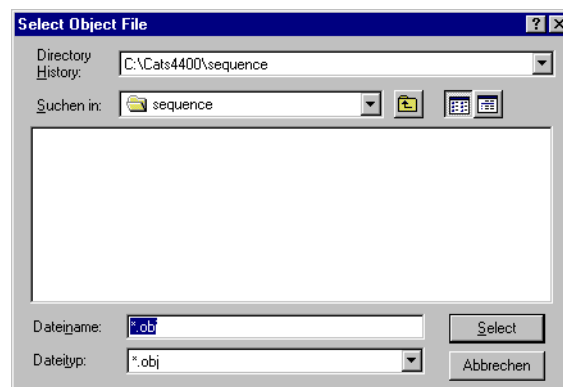 Select Object File
Directory
History:
C:\Cats4400\sequence
Suchen in:
sequence
Dateiname:
*.obj
Select
Dateityp:
*.obj
Abbrechen